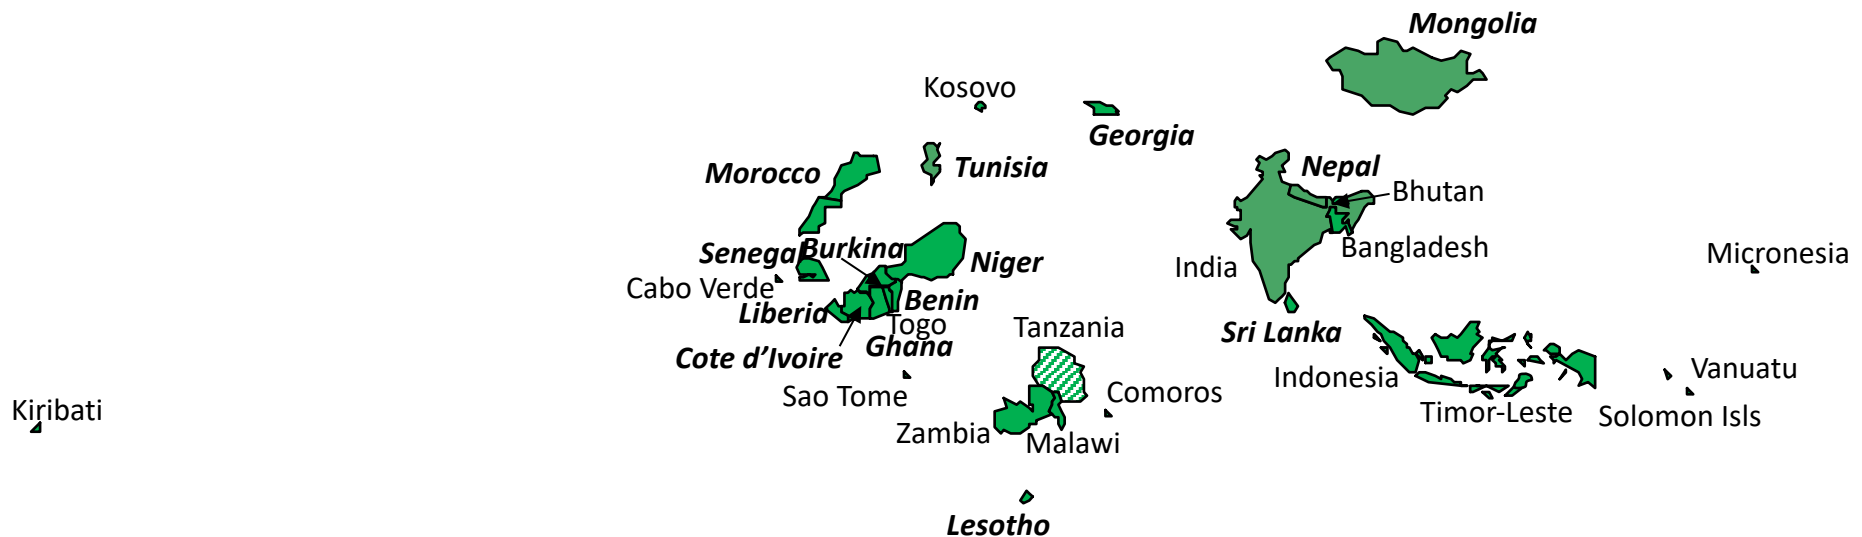 Mongolia
Kosovo
Georgia
Morocco
Tunisia
Nepal
Bhutan
Senegal
Burkina
Niger
Bangladesh
India
Micronesia
Cabo Verde
Benin
Liberia
Togo
Tanzania
Sri Lanka
Ghana
Cote d’Ivoire
Indonesia
Vanuatu
Sao Tome
Comoros
Kiribati
Timor-Leste
Solomon Isls
Zambia
Malawi
Lesotho